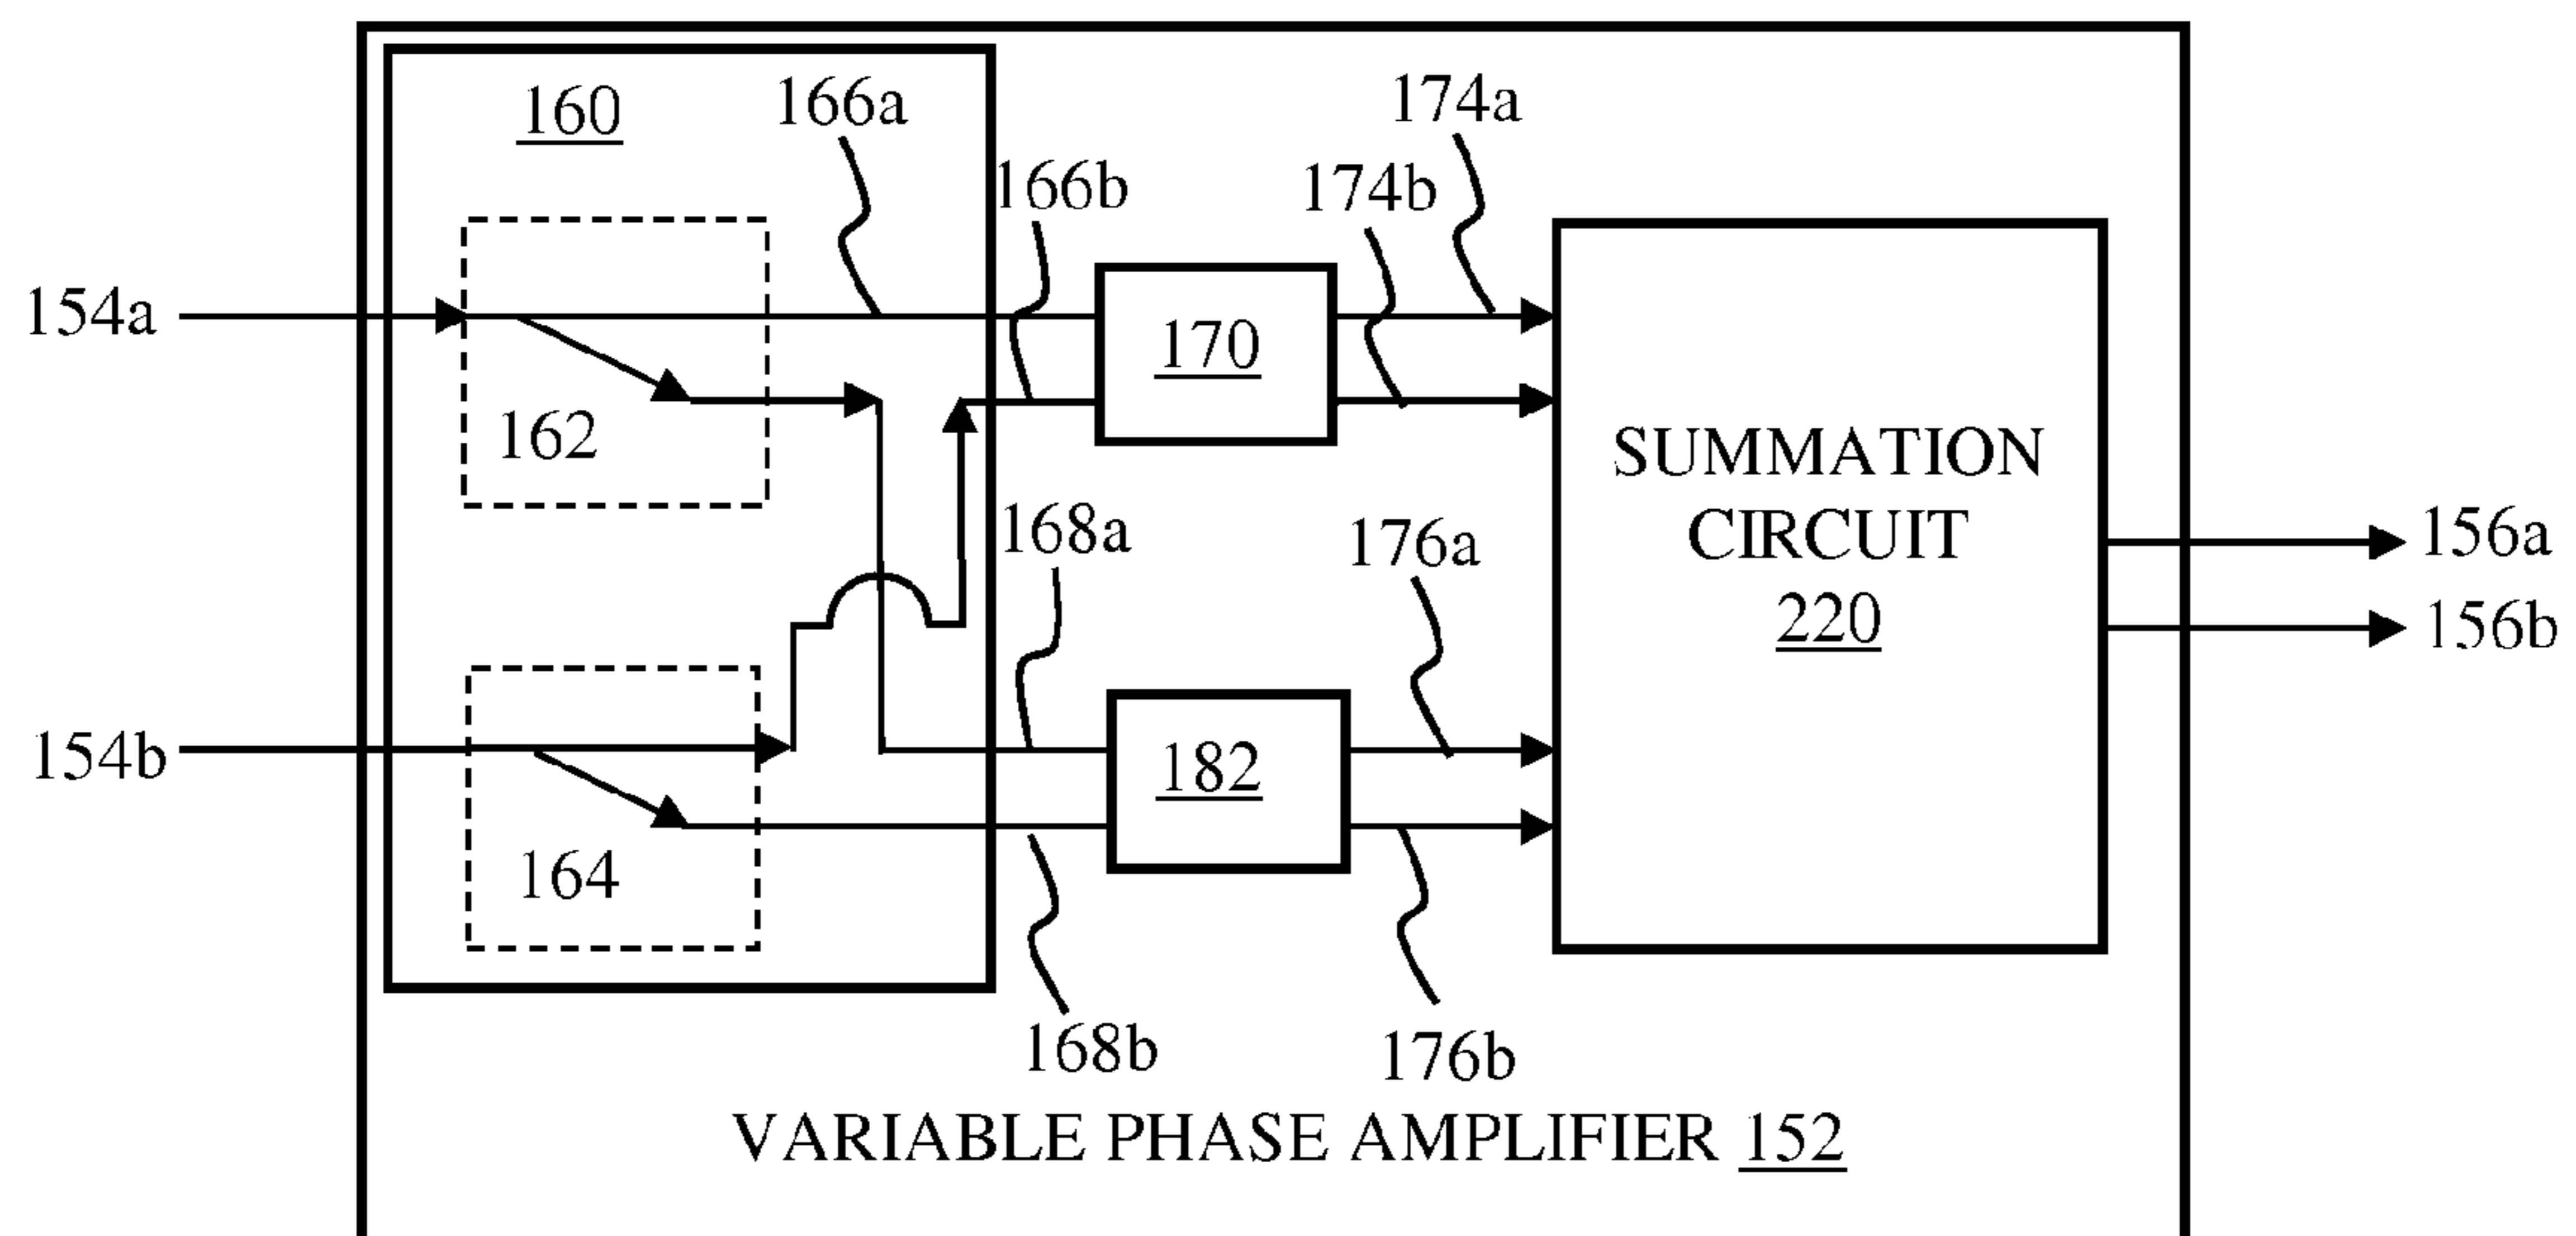 160
166a
174a
166b
174b
154a
170
162
SUMMATION
CIRCUIT
220
168a
176a
156a
156b
154b
182
164
168b
176b
VARIABLE PHASE AMPLIFIER 152